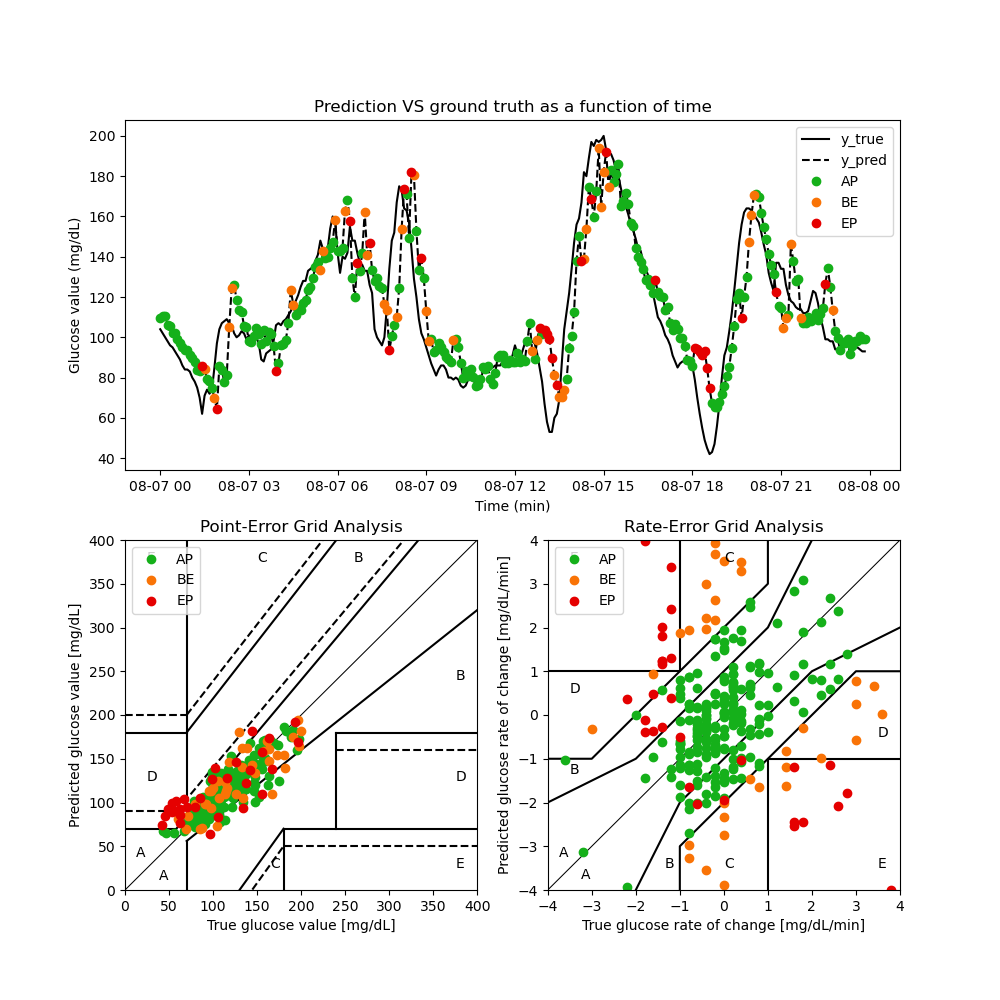 Prediction VS ground truth as a function of time
Glucose value (mg/dL)
200
180
160
140
120
100
80
60
40
y_true
y_pred
AP
BE
EP
08-07 00 08-07 03 08-07 06 08-07 09 08-07 12 08-07 15 08-07 18 08-07 21 08-08 00
Time (min)
Point-Error Grid Analysis
Predicted glucose value [mg/dL]
400
350
300
250
200
150
100
50
0
AP
BE
EP
C
B
B
D
D
A
A
C
E
0 50 100 150 200 250 300 350 400
True glucose value [mg/dL]
Rate-Error Grid Analysis
Predicted glucose rate of change [mg/dL/min]
4
3
2
1
0
−1
−2
−3
−4
AP
BE
EP
C
D
D
B
A
A
B
C
E
−4 −3 −2 −1 0 1 2 3 4
True glucose rate of change [mg/dL/min]